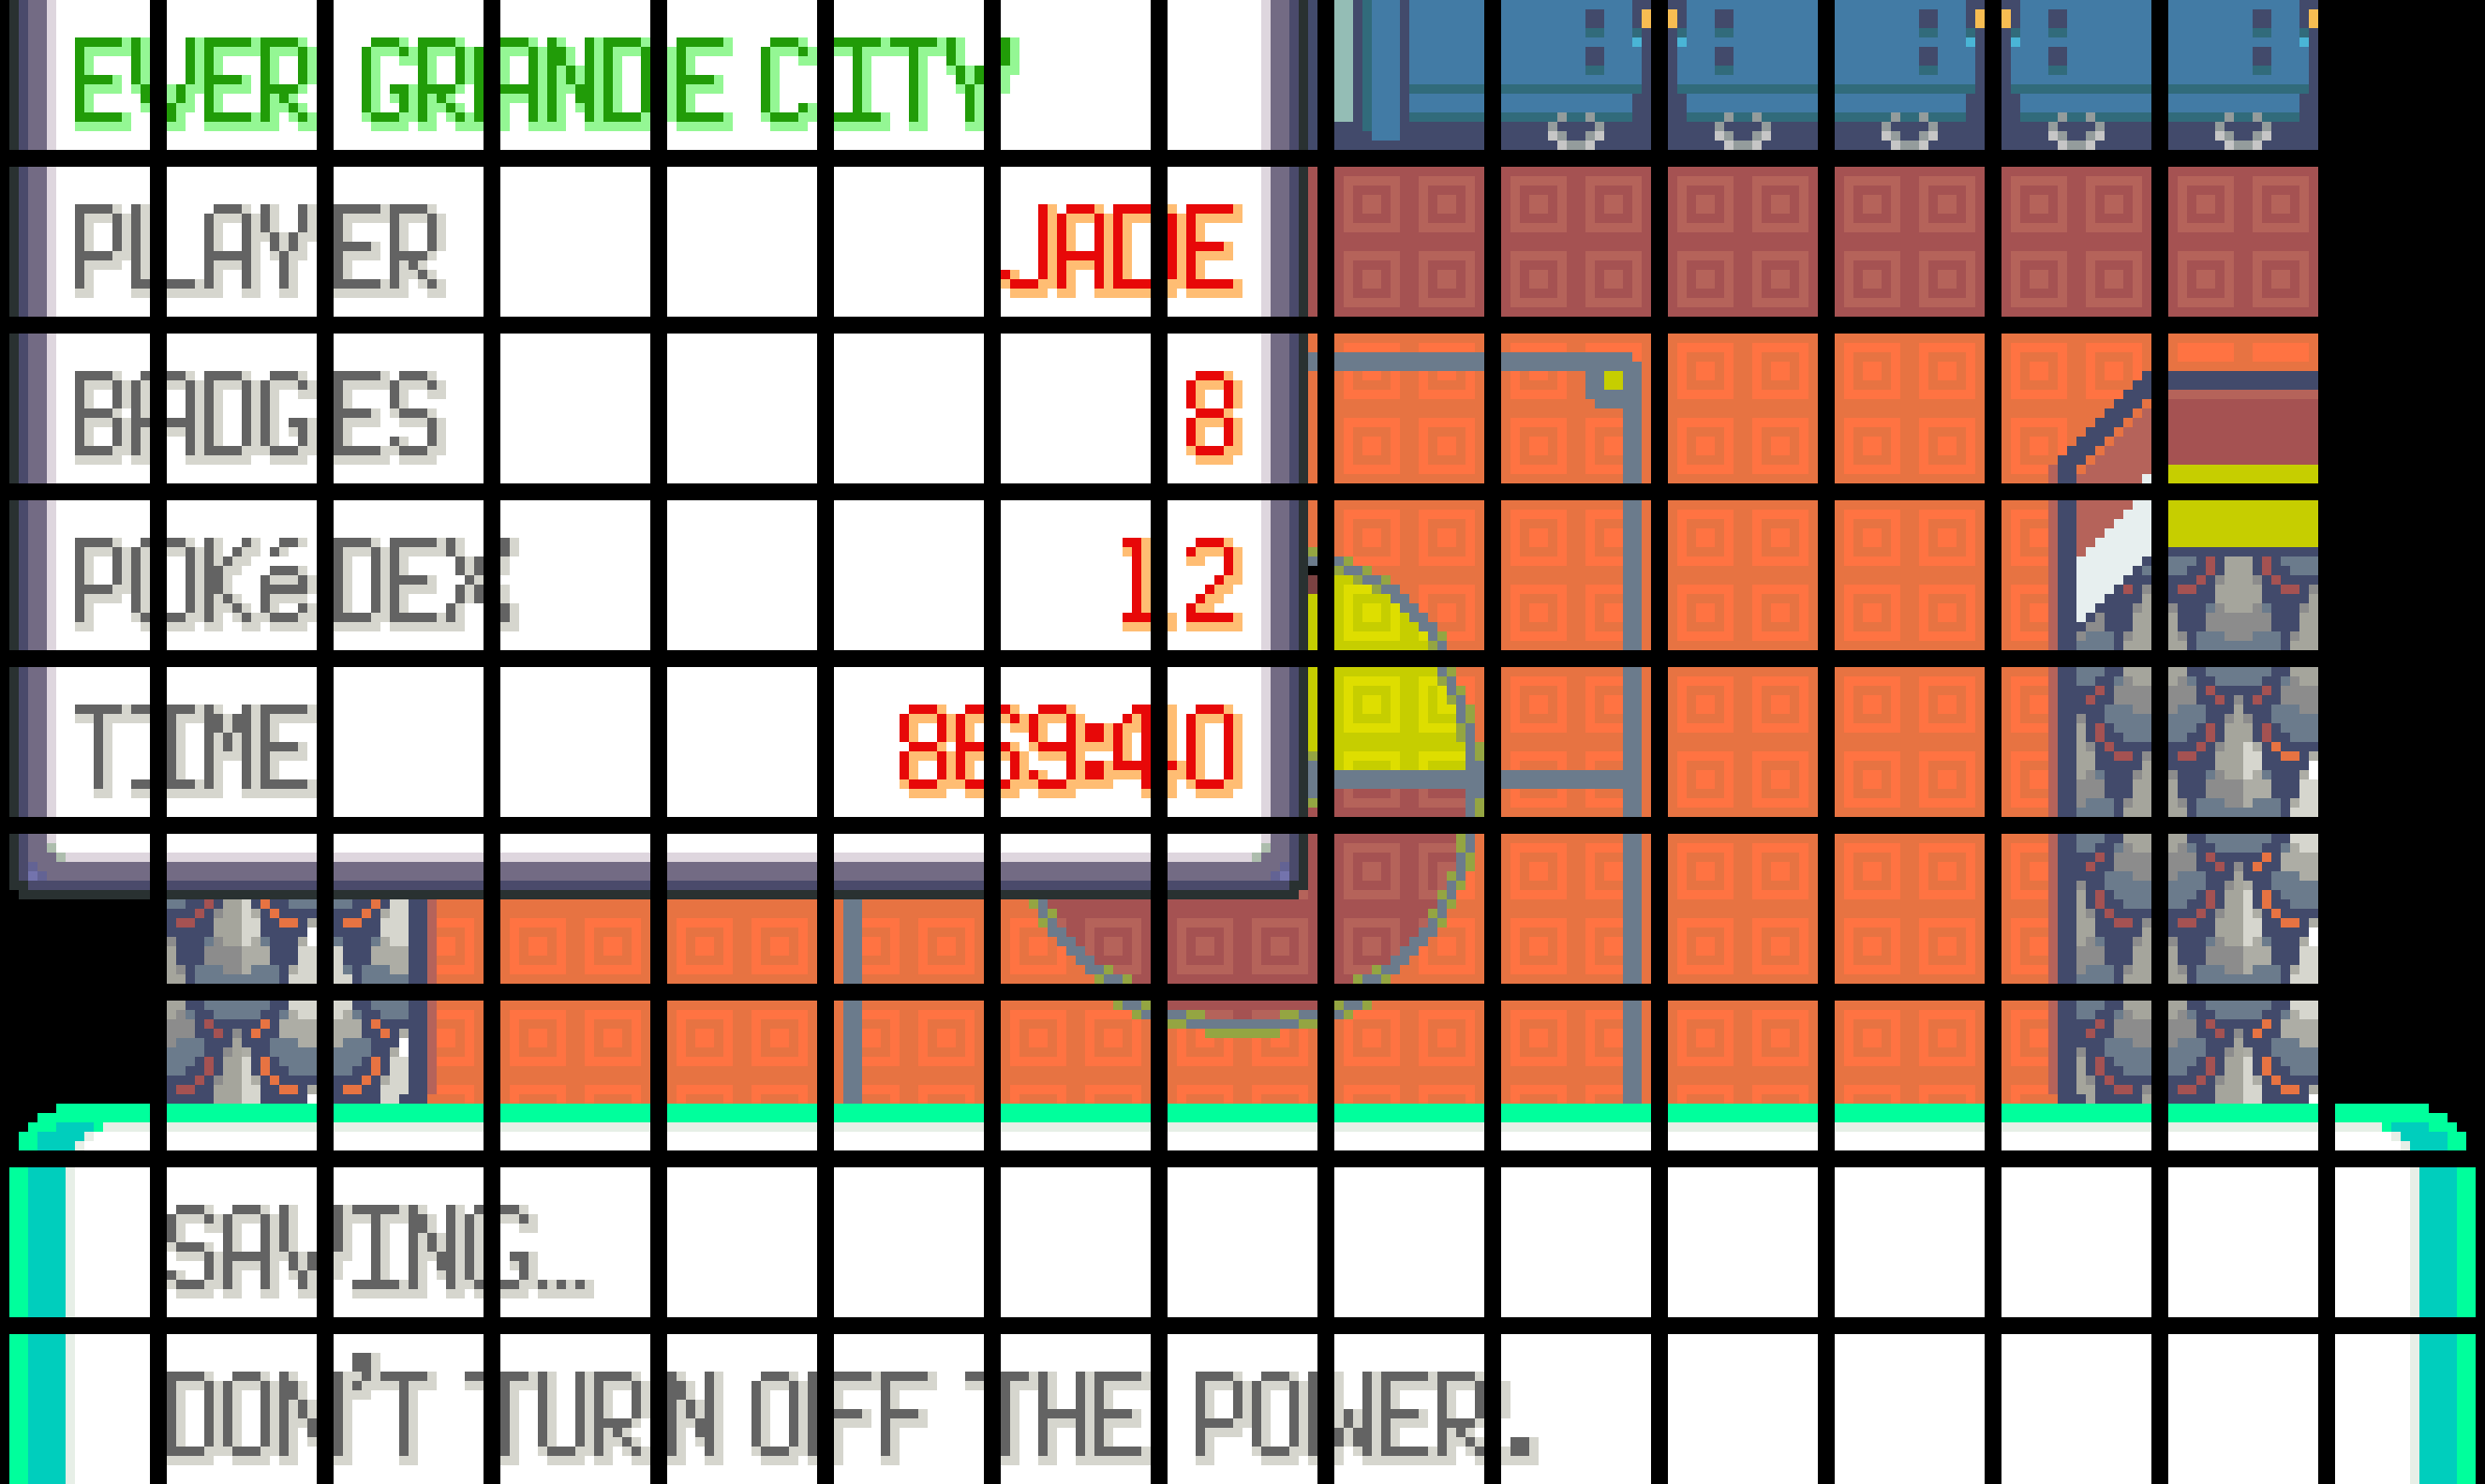 EVER GRANDE CITY
PLAYER JADE
BADGES 8
POKéDEX 12
TIME 869:40
SAVING...
DON'T TURN OFF THE POWER.